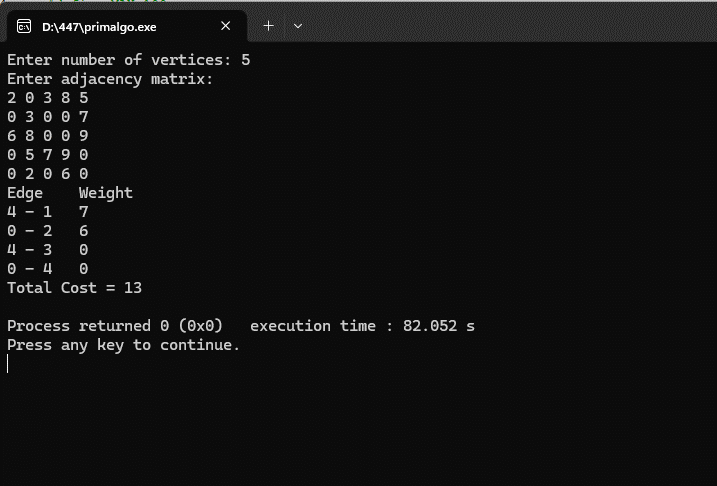 D:\447\primalgo.exe
Enter number of vertices: 5
Enter adjacency matrix:
2 0 3 8 5
0 3 0 0 7
6 8 0 0 9
0 5 7 9 0
0 2 0 6 0
Edge    Weight
4 - 1   7
0 - 2   6
4 - 3   0
0 - 4   0
Total Cost = 13
Process returned 0 (0x0)   execution time : 82.052 s
Press any key to continue.